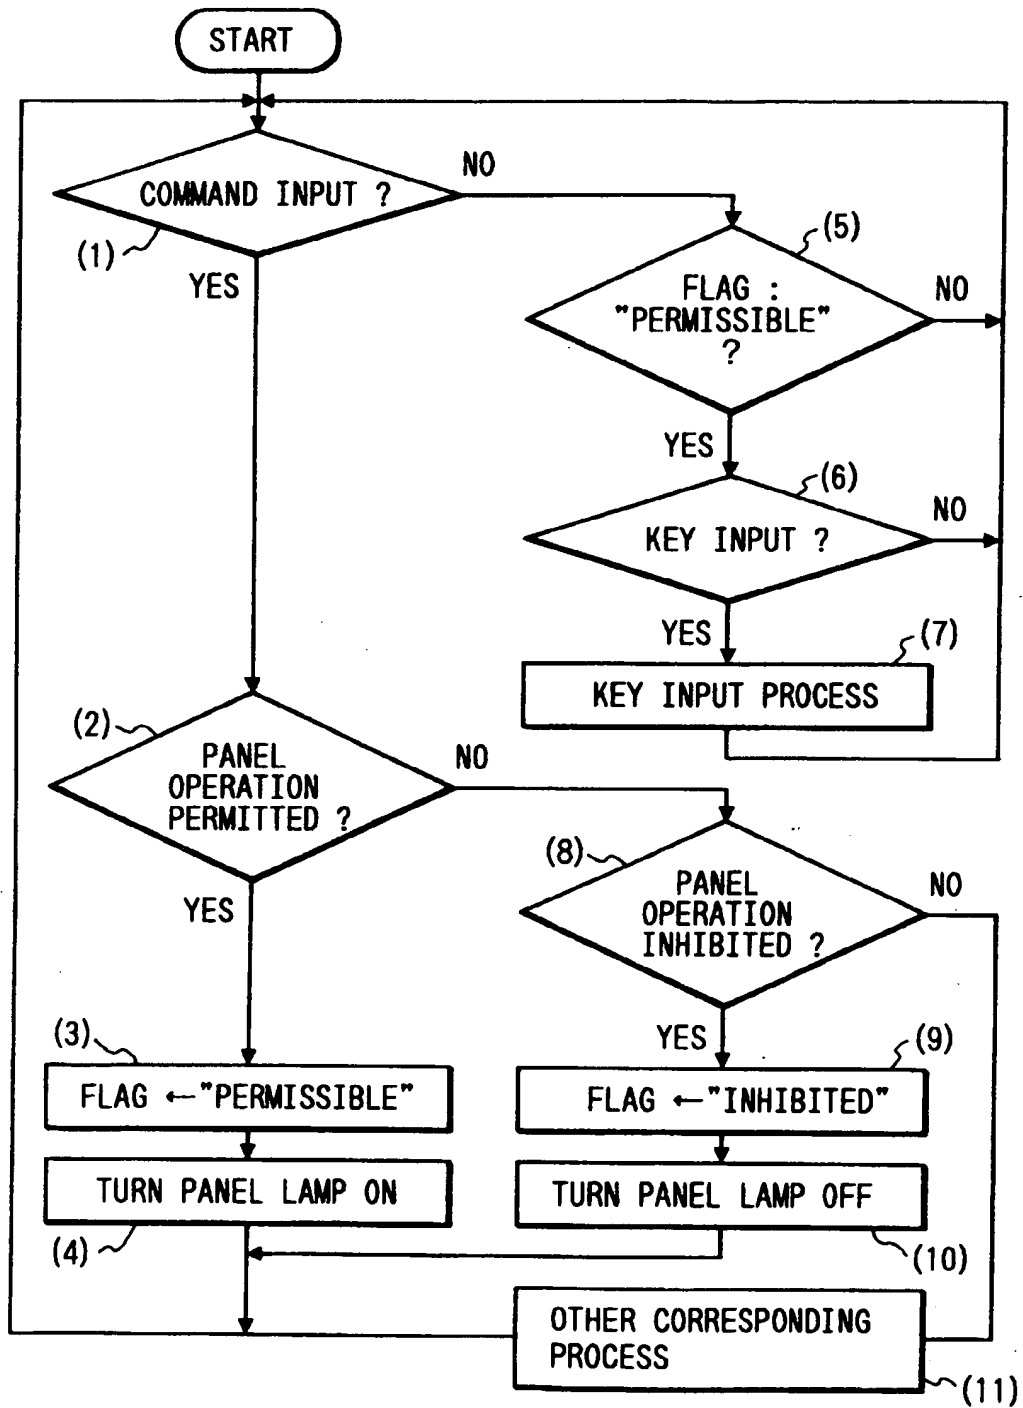 START
COMMAND INPUT ?
NO
(1)
YES
(5)
FLAG :
"PERMISSIBLE"
?
NO
YES
(6)
KEY INPUT ?
NO
YES
(7)
KEY INPUT PROCESS
(2)
PANEL
OPERATION
PERMITTED ?
NO
YES
(8)
PANEL
OPERATION
INHIBITED ?
NO
YES
(3)
FLAG ←"PERMISSIBLE"
(9)
FLAG ←"INHIBITED"
TURN PANEL LAMP ON
(4)
TURN PANEL LAMP OFF
(10)
OTHER CORRESPONDING
PROCESS
(11)